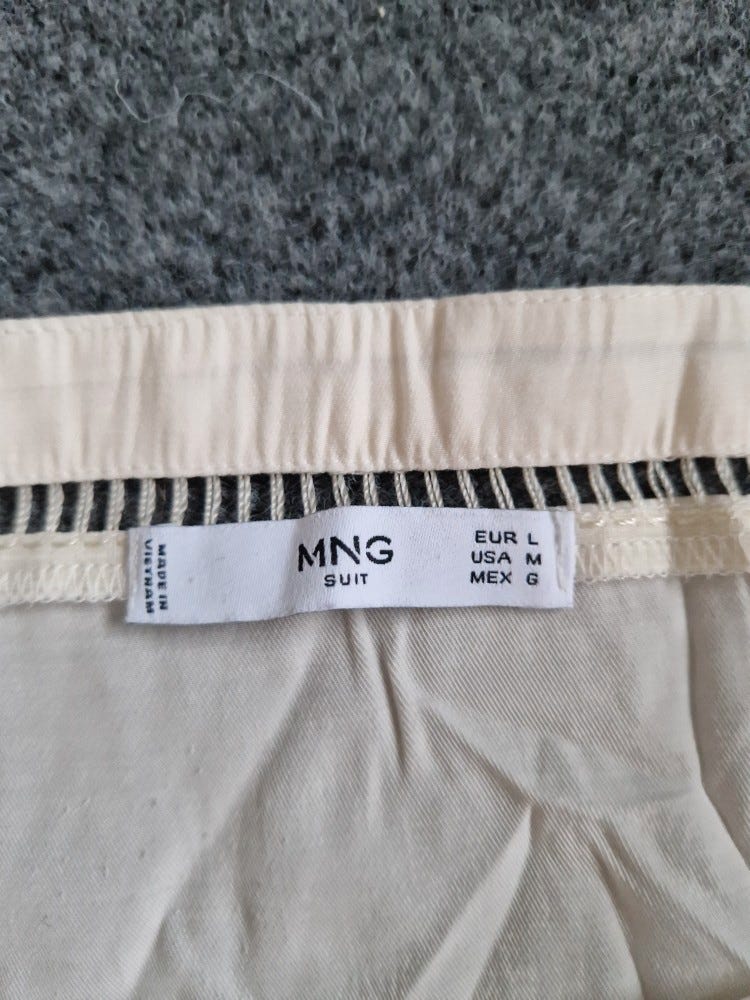 MADE IN
VIETNAM
MNG
SUIT
EUR L
USA M
MEX G